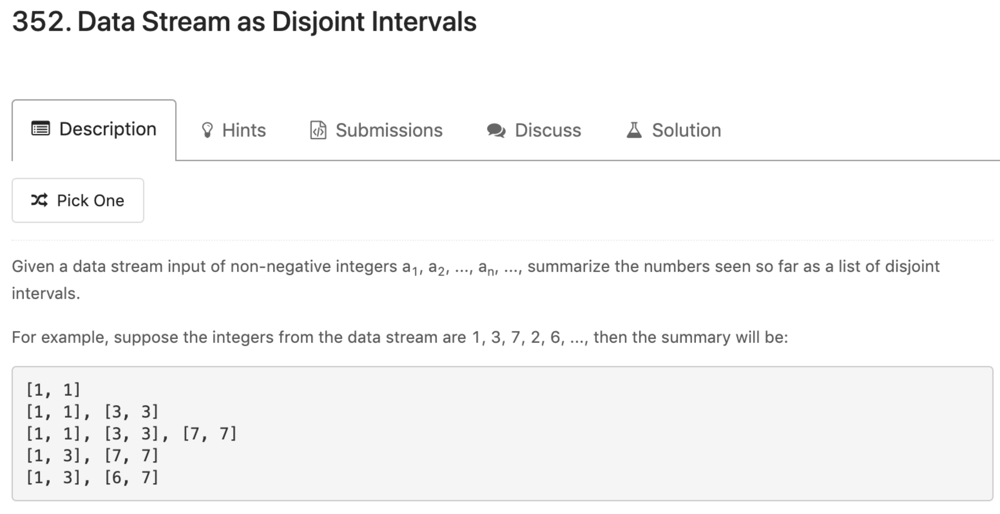 352. Data Stream as Disjoint Intervals
Description Hints Submissions Discuss Solution
Pick One
Given a data stream input of non-negative integers a1, a2, ..., an, ..., summarize the numbers seen so far as a list of disjoint
intervals.
For example, suppose the integers from the data stream are 1, 3, 7, 2, 6, ..., then the summary will be:
[1, 1]
[1, 1], [3, 3]
[1, 1], [3, 3], [7, 7]
[1, 3], [7, 7]
[1, 3], [6, 7]